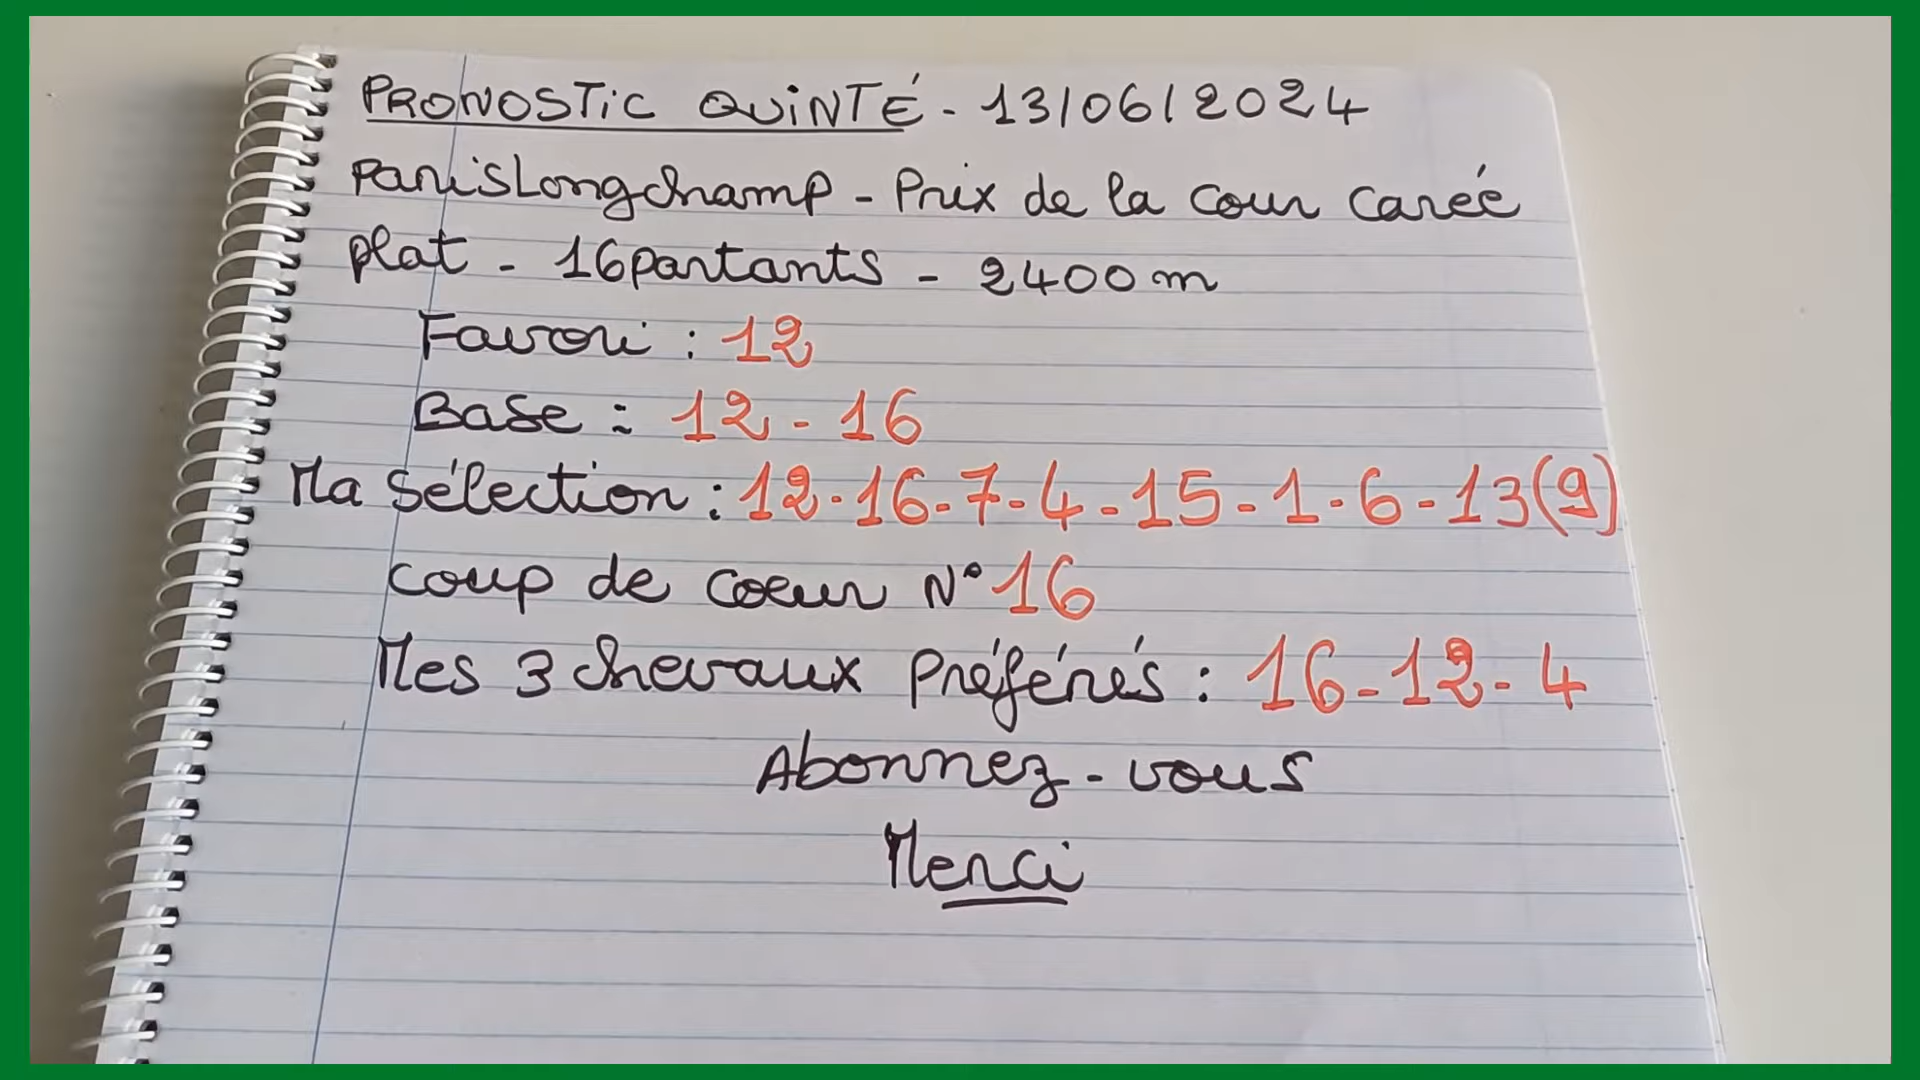 PRONOSTIC QUINTÉ - 13/06/2024
ParisLongchamp - Prix de la cour carée
plat - 16 partants - 2400 m
Favori : 12
Base : 12 - 16
Ma sélection : 12 - 16 - 7 - 4 - 15 - 1 - 6 - 13 (9)
coup de coeur N° 16
Mes 3 chevaux préférés : 16 - 12 - 4
Abonnez-vous
Merci